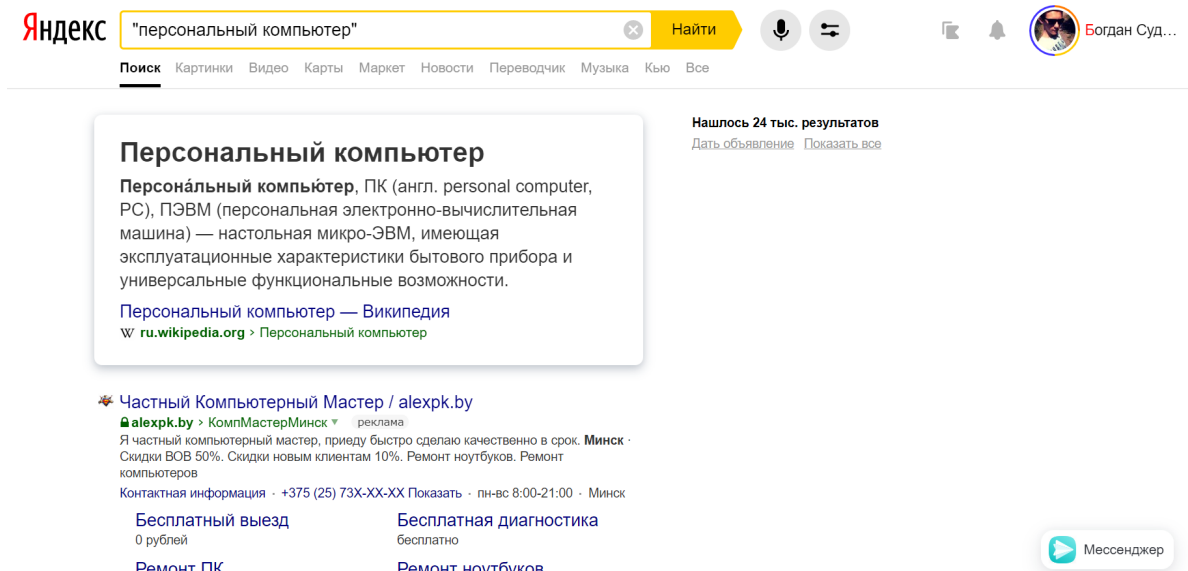 Яндекс
"персональный компьютер"
Найти
Богдан Суд...
Поиск Картинки Видео Карты Маркет Новости Переводчик Музыка Кью Все
Персональный компьютер
Персона́льный компью́тер, ПК (англ. personal computer,
PC), ПЭВМ (персональная электронно-вычислительная
машина) — настольная микро-ЭВМ, имеющая
эксплуатационные характеристики бытового прибора и
универсальные функциональные возможности.
Персональный компьютер — Википедия
W ru.wikipedia.org › Персональный компьютер
Нашлось 24 тыс. результатов
Дать объявление Показать все
Частный Компьютерный Мастер / alexpk.by
alexpk.by › КомпМастерМинск реклама
Я частный компьютерный мастер, приеду быстро сделаю качественно в срок. Минск ·
Скидки ВОВ 50%. Скидки новым клиентам 10%. Ремонт ноутбуков. Ремонт
компьютеров
Контактная информация · +375 (25) 73X-XX-XX Показать · пн-вс 8:00-21:00 · Минск
Бесплатный выезд
0 рублей
Бесплатная диагностика
бесплатно
Ремонт ПК
Ремонт ноутбуков
Мессенджер